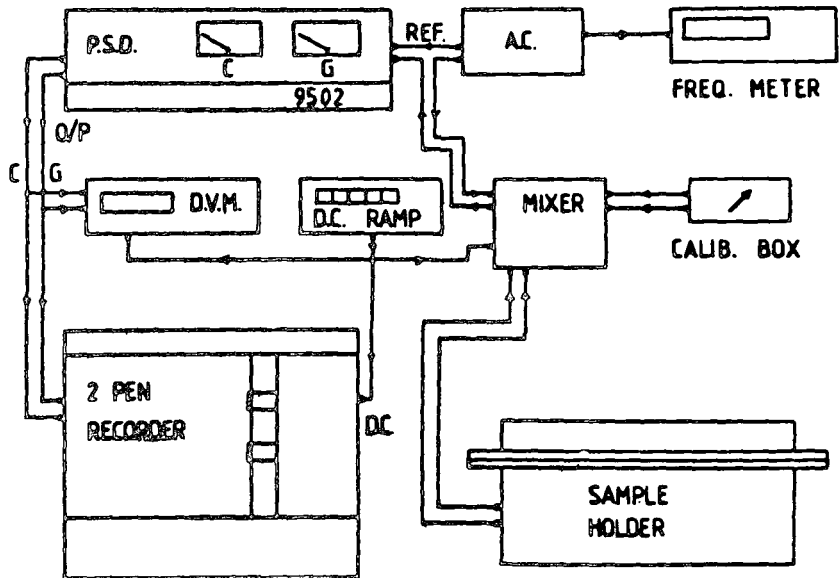 P.S.D.
C
G
9502
REF.
A.C.
FREQ. METER
O/P
C
G
D.V.M.
D.C. RAMP
MIXER
CALIB. BOX
2 PEN
RECORDER
D.C
SAMPLE
HOLDER